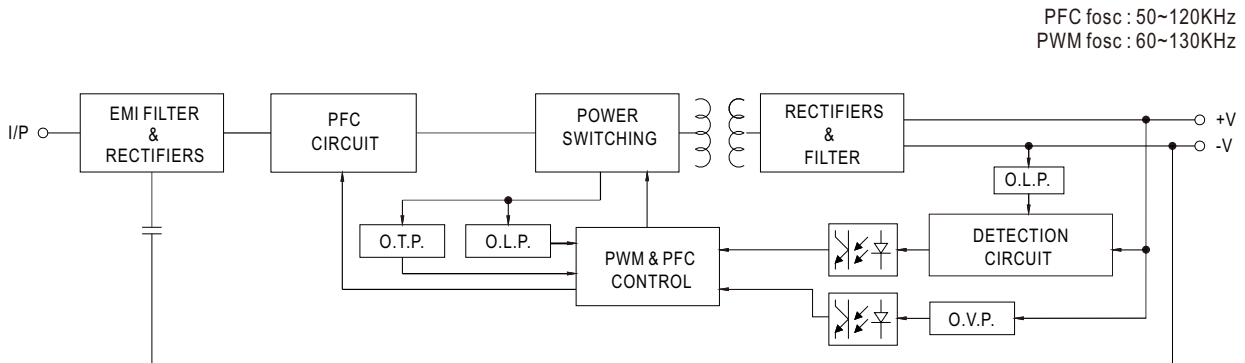 PFC fosc : 50~120KHz
PWM fosc : 60~130KHz
I/P
EMI FILTER
&
RECTIFIERS
PFC
CIRCUIT
POWER
SWITCHING
RECTIFIERS
&
FILTER
+V
-V
O.L.P.
O.T.P.
O.L.P.
PWM & PFC
CONTROL
DETECTION
CIRCUIT
O.V.P.